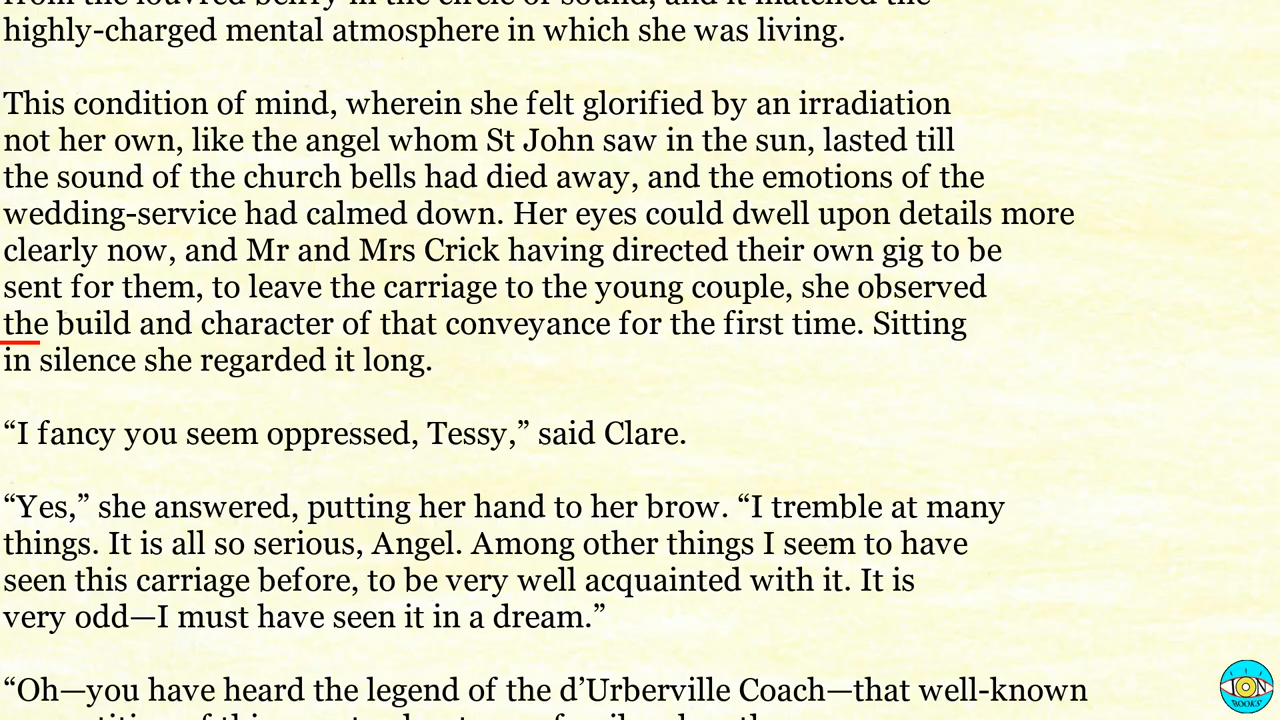 highly-charged mental atmosphere in which she was living.
This condition of mind, wherein she felt glorified by an irradiation
not her own, like the angel whom St John saw in the sun, lasted till
the sound of the church bells had died away, and the emotions of the
wedding-service had calmed down. Her eyes could dwell upon details more
clearly now, and Mr and Mrs Crick having directed their own gig to be
sent for them, to leave the carriage to the young couple, she observed
the build and character of that conveyance for the first time. Sitting
in silence she regarded it long.
“I fancy you seem oppressed, Tessy,” said Clare.
“Yes,” she answered, putting her hand to her brow. “I tremble at many
things. It is all so serious, Angel. Among other things I seem to have
seen this carriage before, to be very well acquainted with it. It is
very odd—I must have seen it in a dream.”
“Oh—you have heard the legend of the d’Urberville Coach—that well-known
ION
BOOKS